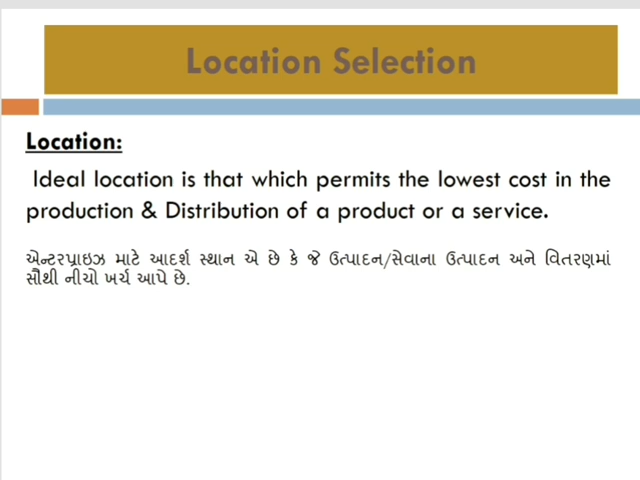 Location Selection
Location:
Ideal location is that which permits the lowest cost in the
production & Distribution of a product or a service.
એન્ટરપ્રાઇઝ માટે આદર્શ સ્થાન એ છે કે જે ઉત્પાદન/સેવાના ઉત્પાદન અને વિતરણમાં
સૌથી નીચો ખર્ચ આપે છે.